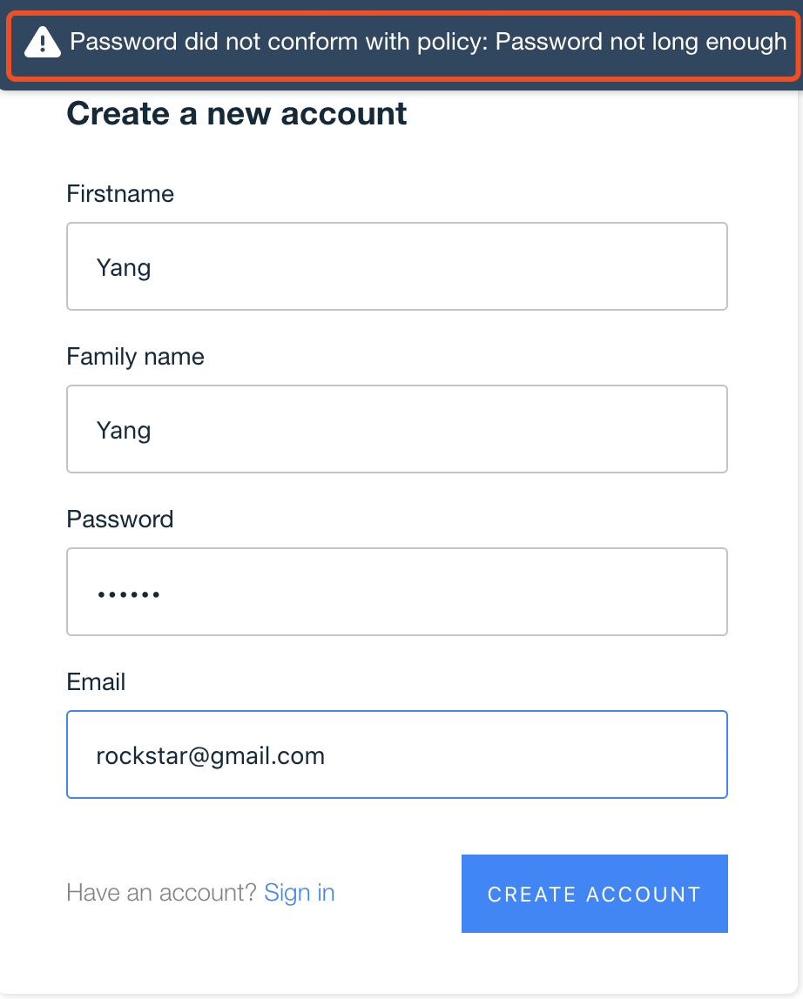 Password did not conform with policy: Password not long enough
Create a new account
Firstname
Yang
Family name
Yang
Password
••••••
Email
rockstar@gmail.com
Have an account? Sign in
CREATE ACCOUNT